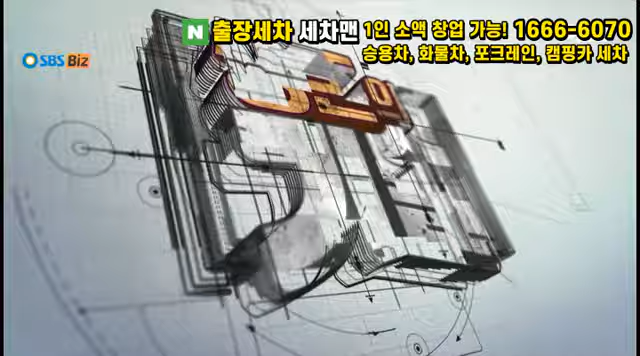 N 출장세차 세차맨 1인 소액 창업 가능! 1666-6070
승용차, 화물차, 포크레인, 캠핑카 세차
SBS Biz